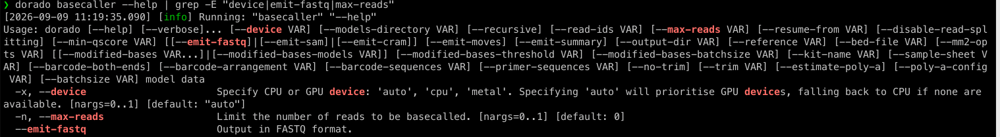 ❯ dorado basecaller --help | grep -E "device|emit-fastq|max-reads"
[2026-09-09 11:19:35.090] [info] Running: "basecaller" "--help"
Usage: dorado [--help] [--verbose]... [--device VAR] [--models-directory VAR] [--recursive] [--read-ids VAR] [--max-reads VAR] [--resume-from VAR] [--disable-read-spl
itting] [--min-qscore VAR] [[--emit-fastq]|[--emit-sam]|[--emit-cram]] [--emit-moves] [--emit-summary] [--output-dir VAR] [--reference VAR] [--bed-file VAR] [--mm2-op
ts VAR] [[--modified-bases VAR...]|[--modified-bases-models VAR]] [--modified-bases-threshold VAR] [--modified-bases-batchsize VAR] [--kit-name VAR] [--sample-sheet V
AR] [--barcode-both-ends] [--barcode-arrangement VAR] [--barcode-sequences VAR] [--primer-sequences VAR] [--no-trim] [--trim VAR] [--estimate-poly-a] [--poly-a-config
 VAR] [--batchsize VAR] model data
  -x, --device                  Specify CPU or GPU device: 'auto', 'cpu', 'metal'. Specifying 'auto' will prioritise GPU devices, falling back to CPU if none are
available. [nargs=0..1] [default: "auto"]
  -n, --max-reads               Limit the number of reads to be basecalled. [nargs=0..1] [default: 0]
  --emit-fastq                  Output in FASTQ format.